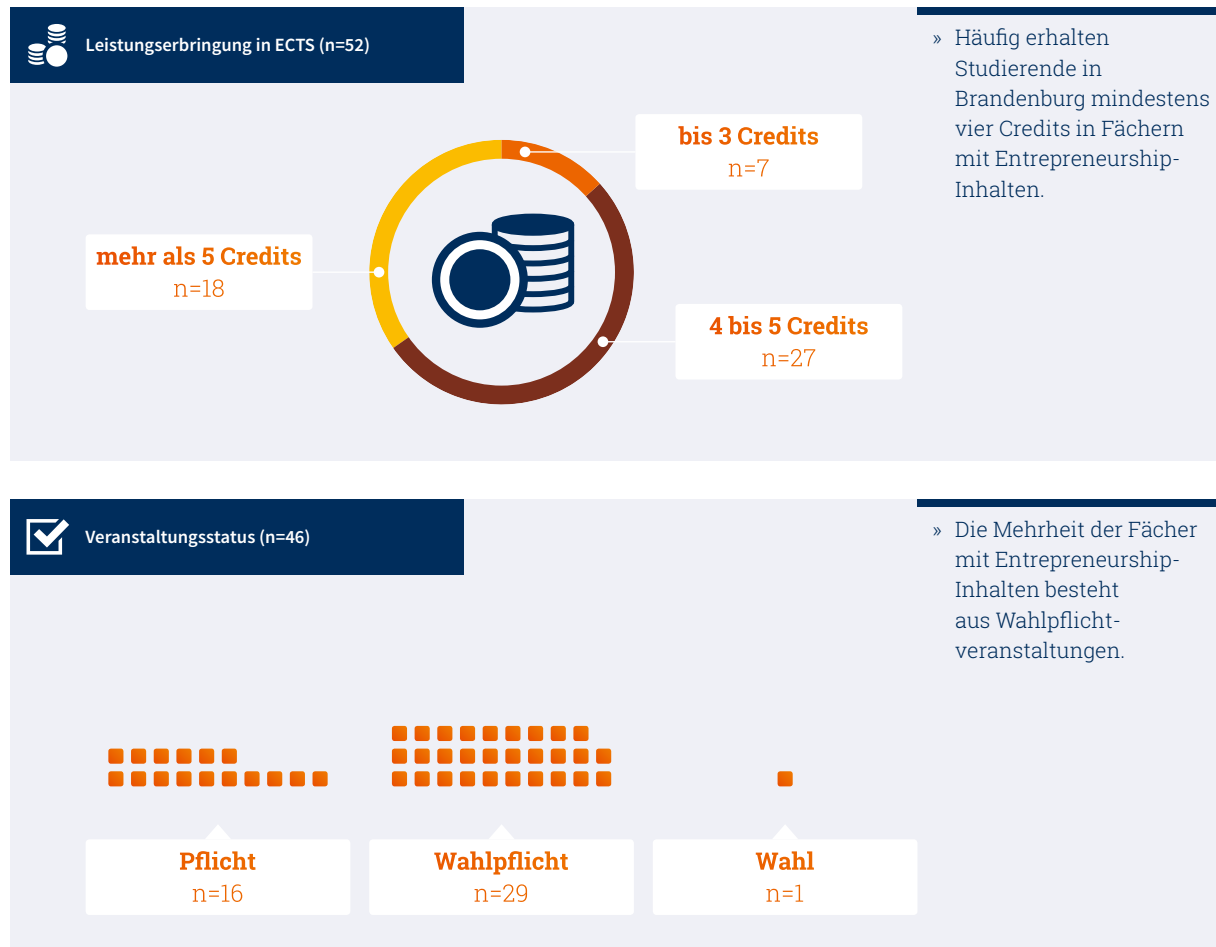 Leistungserbringung in ECTS (n=52)
bis 3 Credits
n=7
mehr als 5 Credits
n=18
4 bis 5 Credits
n=27
» Häufig erhalten
Studierende in
Brandenburg mindestens
vier Credits in Fächern
mit Entrepreneurship-
Inhalten.
Veranstaltungsstatus (n=46)
Pflicht
n=16
Wahlpflicht
n=29
Wahl
n=1
» Die Mehrheit der Fächer
mit Entrepreneurship-
Inhalten besteht
aus Wahlpflicht-
veranstaltungen.